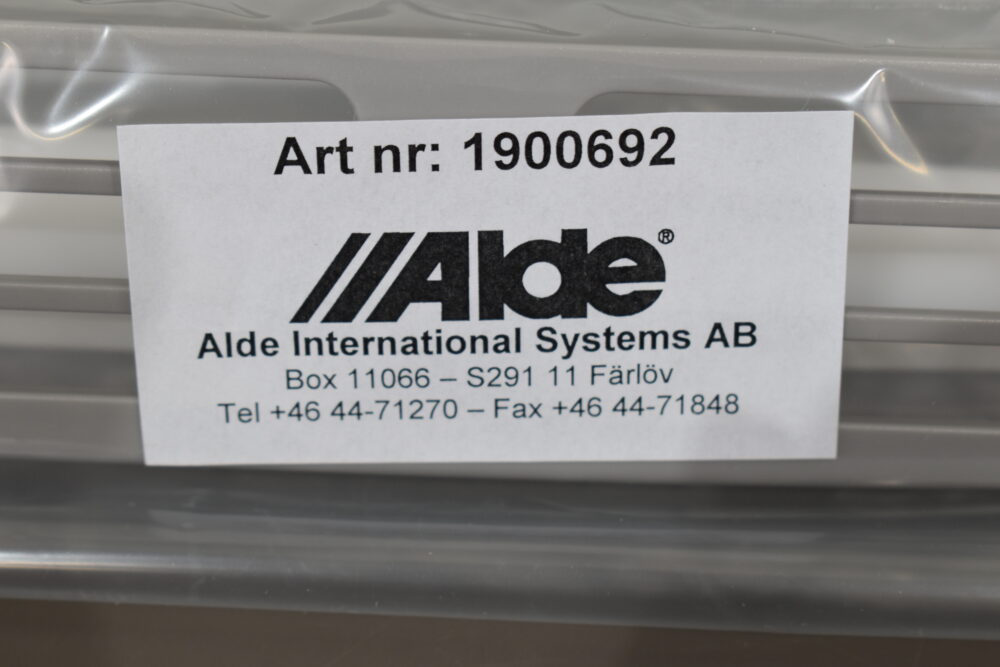 Art nr: 1900692
//Alde®
Alde International Systems AB
Box 11066 – S291 11 Färlöv
Tel +46 44-71270 – Fax +46 44-71848